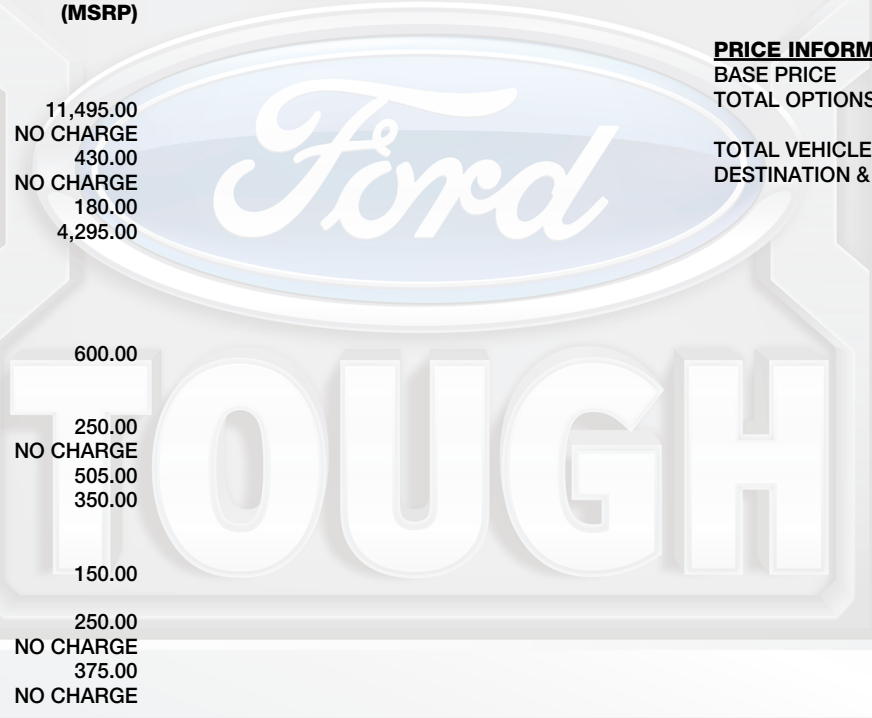 (MSRP)
11,495.00
NO CHARGE
430.00
NO CHARGE
180.00
4,295.00
600.00
250.00
NO CHARGE
505.00
350.00
150.00
250.00
NO CHARGE
375.00
NO CHARGE
PRICE INFORM
BASE PRICE
TOTAL OPTIONS
TOTAL VEHICLE
DESTINATION &
Ford
TOUGH